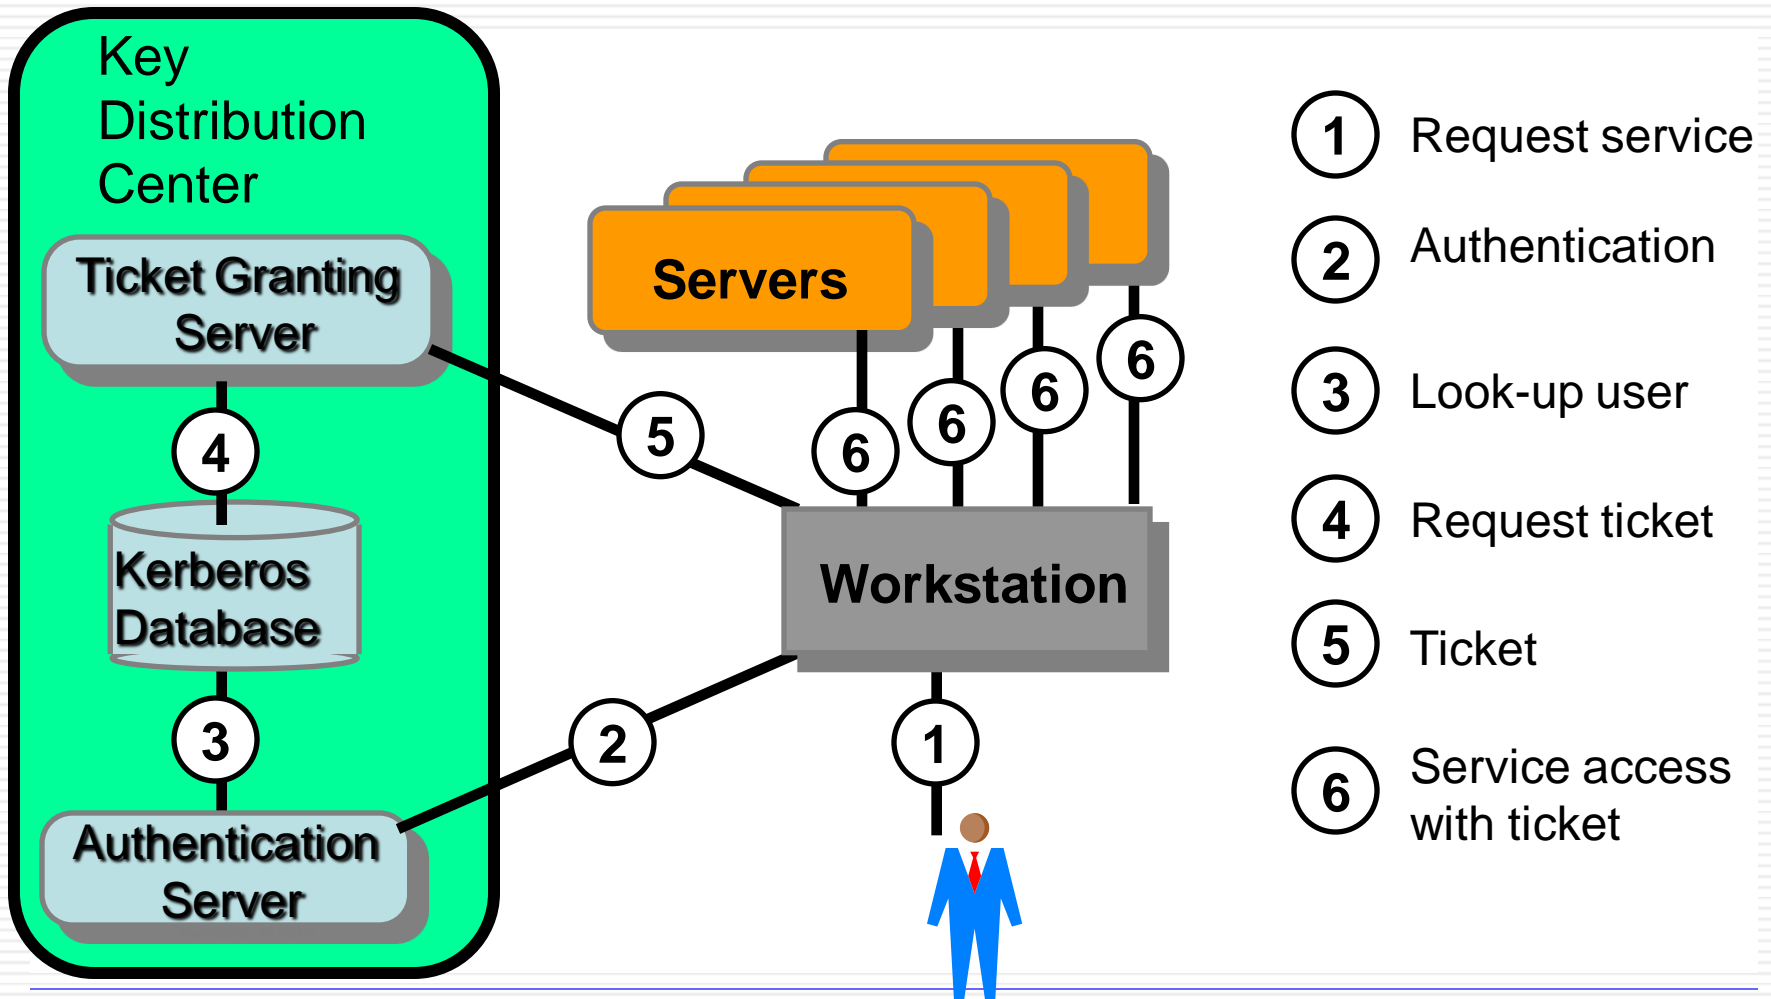 Key
Distribution
Center
Ticket Granting
Server
4
Kerberos
Database
3
Authentication
Server
5
2
Servers
6
6
6
6
Workstation
1
1 Request service
2 Authentication
3 Look-up user
4 Request ticket
5 Ticket
6 Service access
with ticket